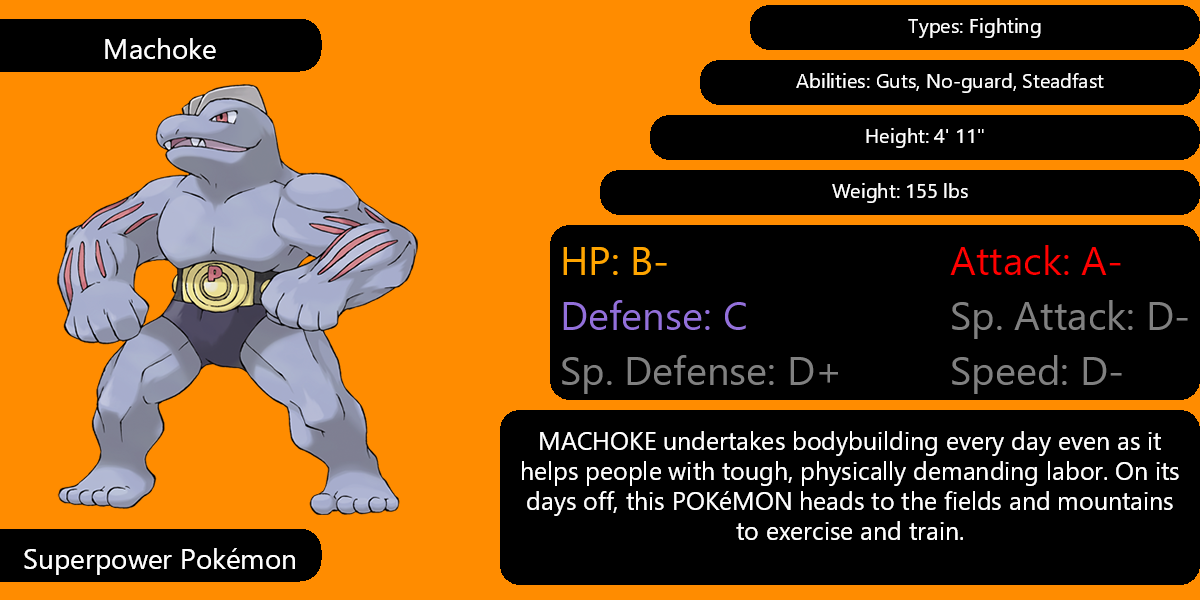 Machoke
Types: Fighting
Abilities: Guts, No-guard, Steadfast
Height: 4' 11"
Weight: 155 lbs
HP: B-
Attack: A-
Defense: C
Sp. Attack: D-
Sp. Defense: D+
Speed: D-
MACHOKE undertakes bodybuilding every day even as it
helps people with tough, physically demanding labor. On its
days off, this POKéMON heads to the fields and mountains
to exercise and train.
P
Superpower Pokémon